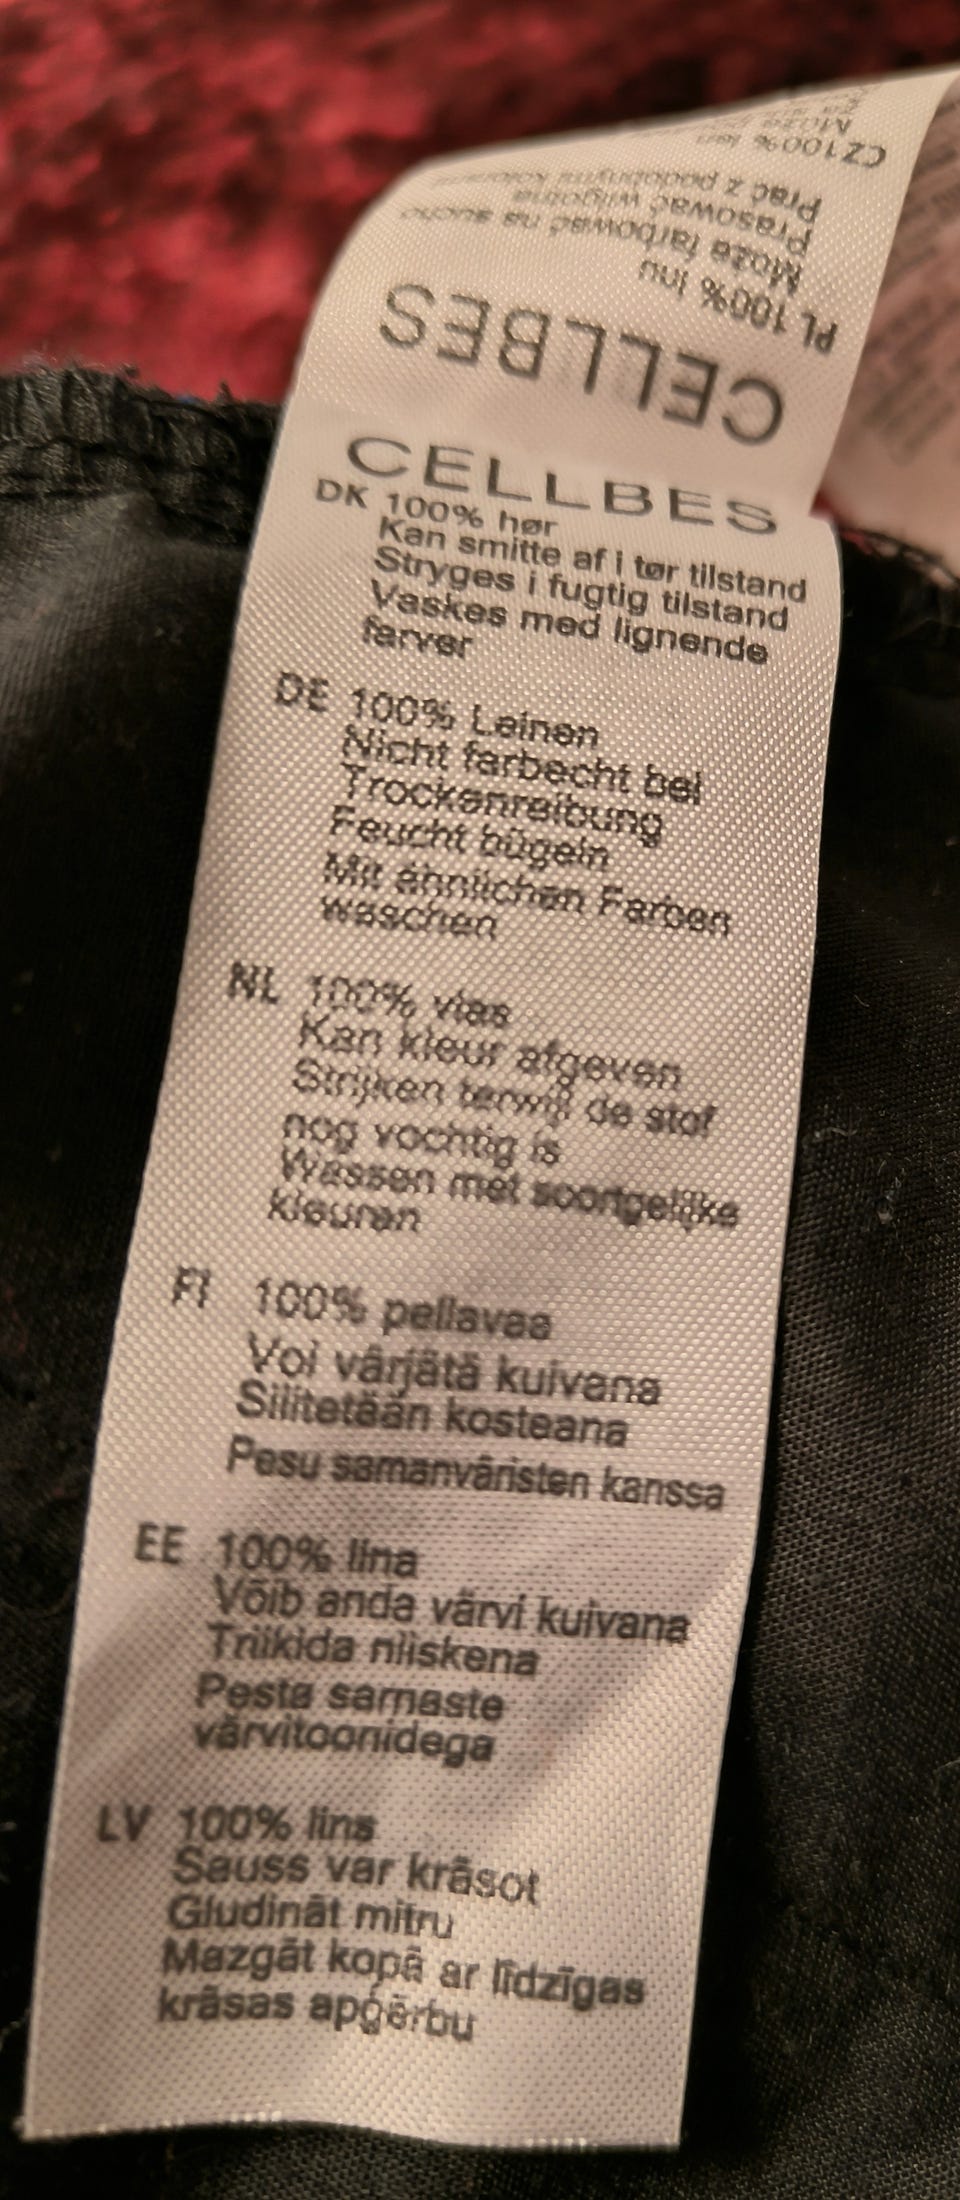 CZ 100% len
Może
Prać z podobnymi kolorami
Prasować wilgotne
Może farbować na sucho
PL 100% lnu
CELLBES
CELLBES
DK 100% hør
Kan smitte af i tør tilstand
Stryges i fugtig tilstand
Vaskes med lignende
farver
DE 100% Leinen
Nicht farbecht bei
Trockenreibung
Feucht bügeln
Mit ähnlichen Farben
waschen
NL 100% vlas
Kan kleur afgeven
Strijken terwijl de stof
nog vochtig is
Wassen met soortgelijke
kleuren
FI 100% pellavaa
Voi värjätä kuivana
Silitetään kosteana
Pesu samanväristen kanssa
EE 100% lina
Võib anda värvi kuivana
Triikida niiskena
Pesta sarnaste
värvitoonidega
LV 100% lins
Sauss var krāsot
Gludināt mitru
Mazgāt kopā ar līdzīgas
krāsas apģērbu